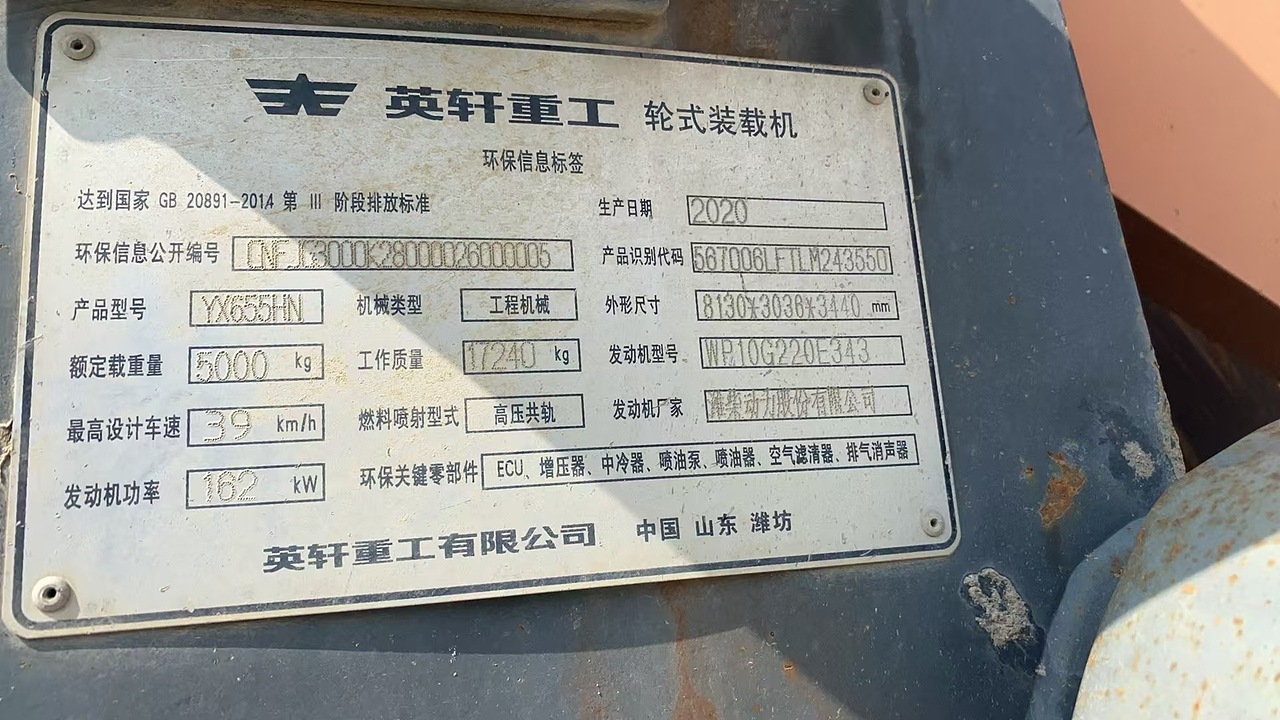 英轩重工 轮式装载机
环保信息标签
达到国家 GB 20891-2014 第 III 阶段排放标准 生产日期 2020
环保信息公开编号 CNFJG3000K28000026000005 产品识别代码 567006LFTLM243550
产品型号 YX655HN 机械类型 工程机械 外形尺寸 8130*3036*3440 mm
额定载重量 5000 kg 工作质量 17240 kg 发动机型号 WP10G220E343
最高设计车速 39 km/h 燃料喷射型式 高压共轨 发动机厂家 潍柴动力股份有限公司
发动机功率 162 kW 环保关键零部件 ECU、增压器、中冷器、喷油泵、喷油器、空气滤清器、排气消声器
英轩重工有限公司 中国 山东 潍坊